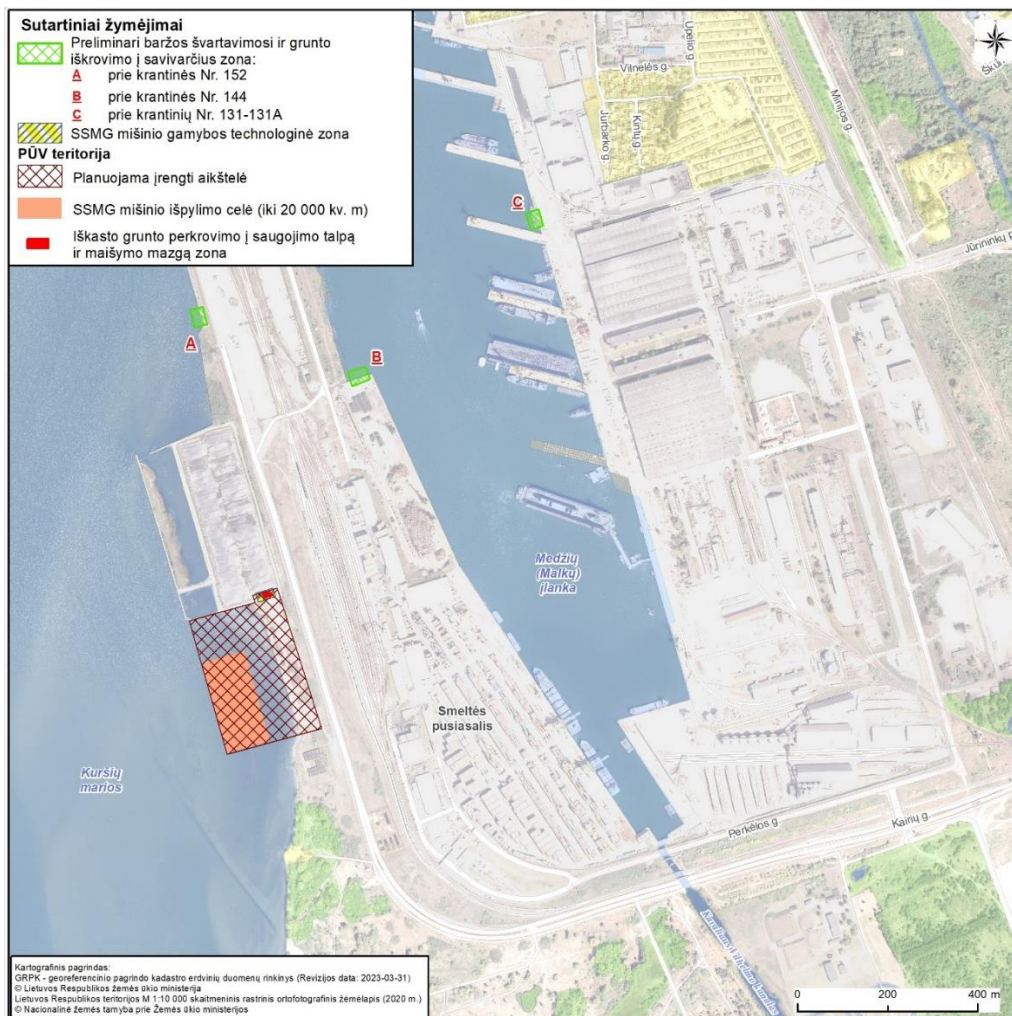 Sutartiniai žymėjimai
Preliminari baržos švartavimosi ir grunto
iškrovimo į savivarčius zona:
A prie krantinės Nr. 152
B prie krantinės Nr. 144
C prie krantinių Nr. 131-131A
SSMG mišinio gamybos technologinė zona
PŪV teritorija
Planuojama įrengti aikštelė
SSMG mišinio išpylimo celė (iki 20 000 kv. m)
Iškasto grunto perkrovimo į saugojimo talpą
ir maišymo mazgą zona
Upelio g.
Vilnelės g.
Jurbarko g.
Kintų g.
Minijos g.
Škui.
Jūrininkų P
C
A
B
Medžių
(Malkų)
įlanka
Smeltės
pusiasalis
Kuršių
marios
Perkėlos g.
Kairių g.
Kartografinis pagrindas:
GRPK - georeferencinio pagrindo kadastro erdvinių duomenų rinkinys (Revizijos data: 2023-03-31)
© Lietuvos Respublikos žemės ūkio ministerija
Lietuvos Respublikos teritorijos M 1:10 000 skaitmeninis rastrinis ortofotografinis žemėlapis (2020 m.)
© Nacionalinė žemės tarnyba prie Žemės ūkio ministerijos
0 200 400 m